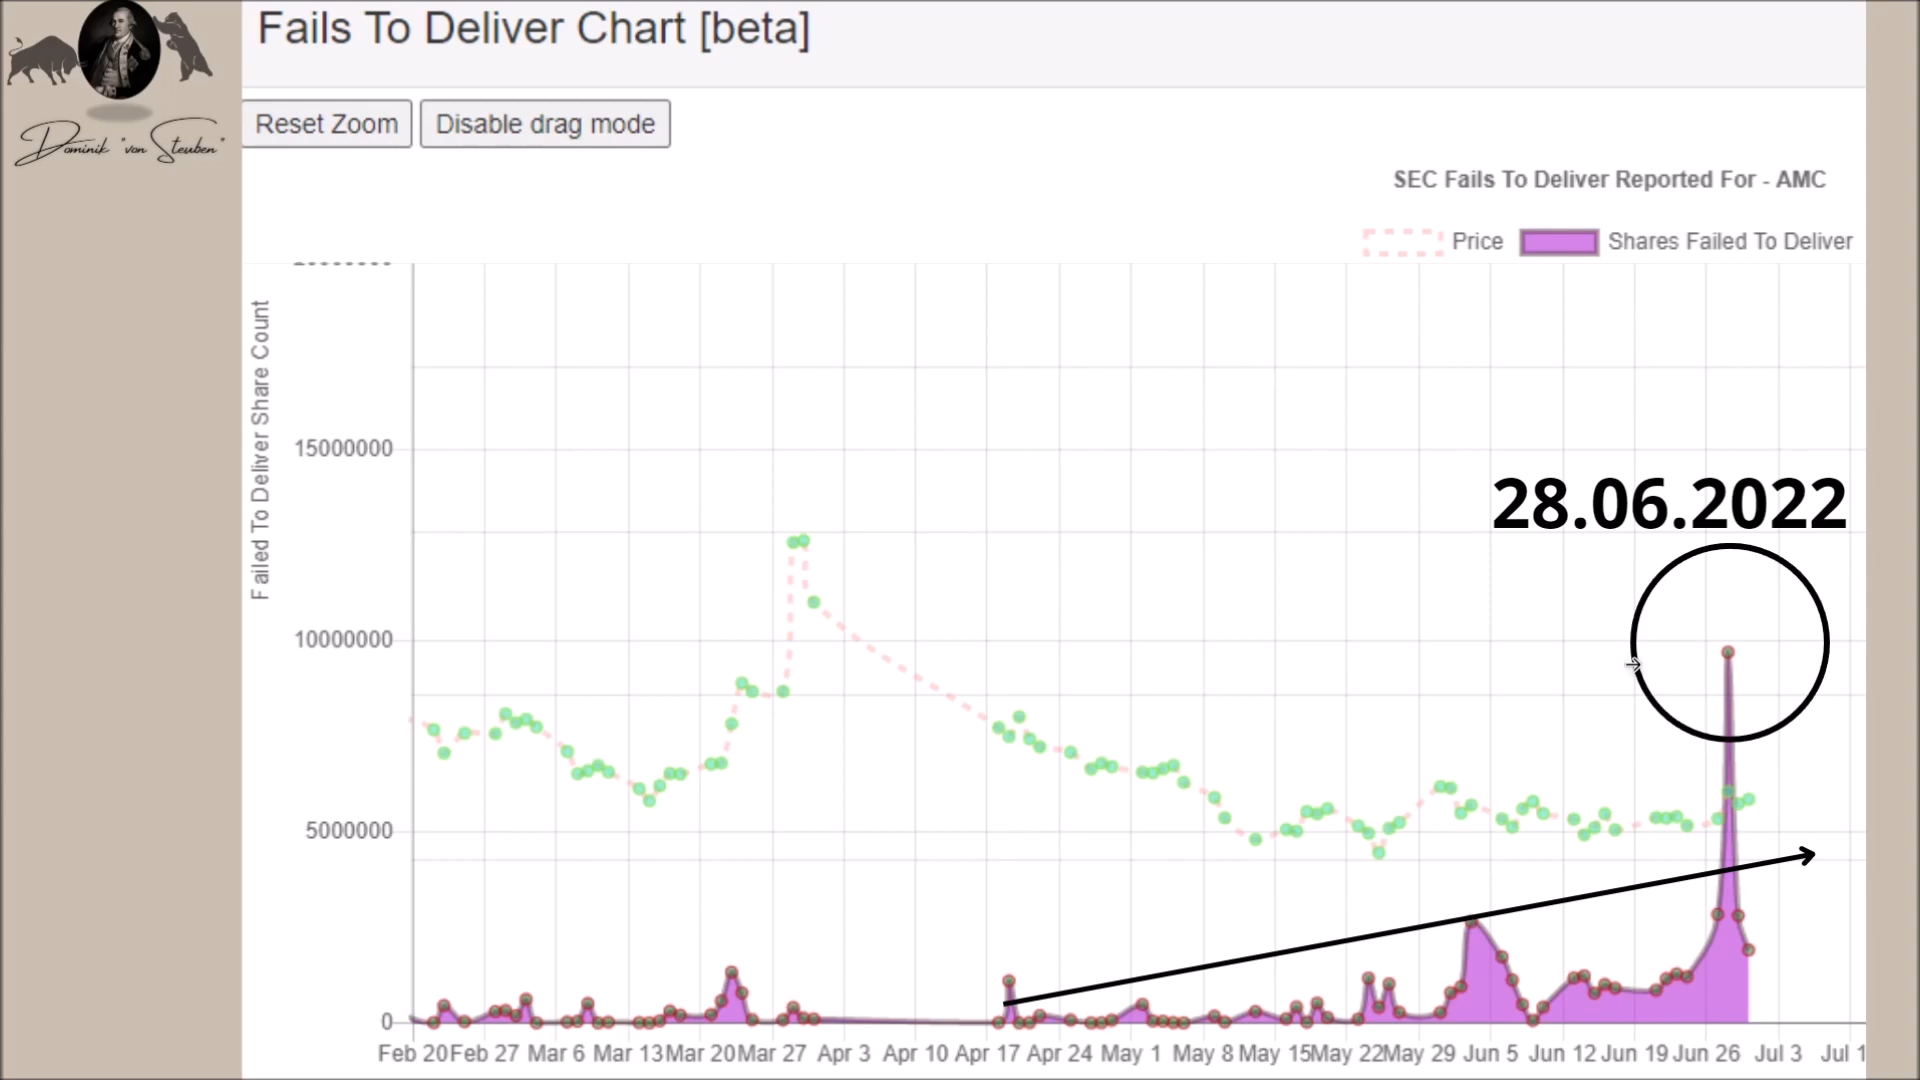 Fails To Deliver Chart [beta]
Dominik "von Steuben"
Reset Zoom Disable drag mode
SEC Fails To Deliver Reported For - AMC
Price Shares Failed To Deliver
Failed To Deliver Share Count
15000000
28.06.2022
10000000
5000000
0
Feb 20 Feb 27 Mar 6 Mar 13 Mar 20 Mar 27 Apr 3 Apr 10 Apr 17 Apr 24 May 1 May 8 May 15 May 22 May 29 Jun 5 Jun 12 Jun 19 Jun 26 Jul 3 Jul 1